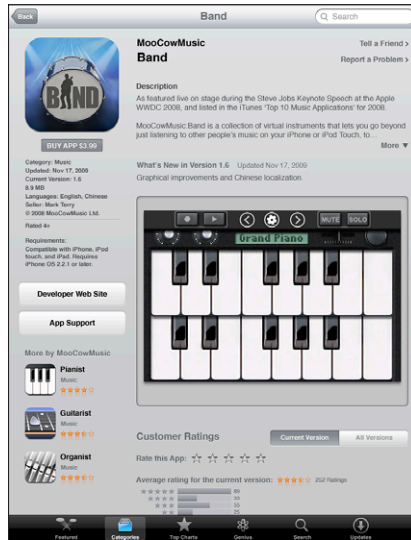 Back
Band
Search
MooCowMusic
Band
Tell a Friend >
Report a Problem >
BAND
BUY APP $3.99
Category: Music
Updated: Nov 17, 2009
Current Version: 1.6
8.9 MB
Languages: English, Chinese
Seller: Mark Terry
© 2008 MooCowMusic Ltd.
Rated 4+
Requirements:
Compatible with iPhone, iPod
touch, and iPad. Requires
iPhone OS 2.2.1 or later.
Developer Web Site
App Support
More by MooCowMusic
Pianist
Music
Guitarist
Music
Organist
Music
Description
As featured live on stage during the Steve Jobs Keynote Speech at the Apple
WWDC 2008, and listed in the iTunes 'Top 10 Music Applications' for 2008.
MooCowMusic Band is a collection of virtual instruments that lets you go beyond
just listening to other people's music on your iPhone or iPod Touch, to...
More ▼
What's New in Version 1.6 Updated Nov 17, 2009
Graphical improvements and Chinese localization.
MUTE SOLO
Grand Piano
Customer Ratings
Current Version
All Versions
Rate this App:
Average rating for the current version: 252 Ratings
Featured
Categories
Top Charts
Genius
Search
Updates